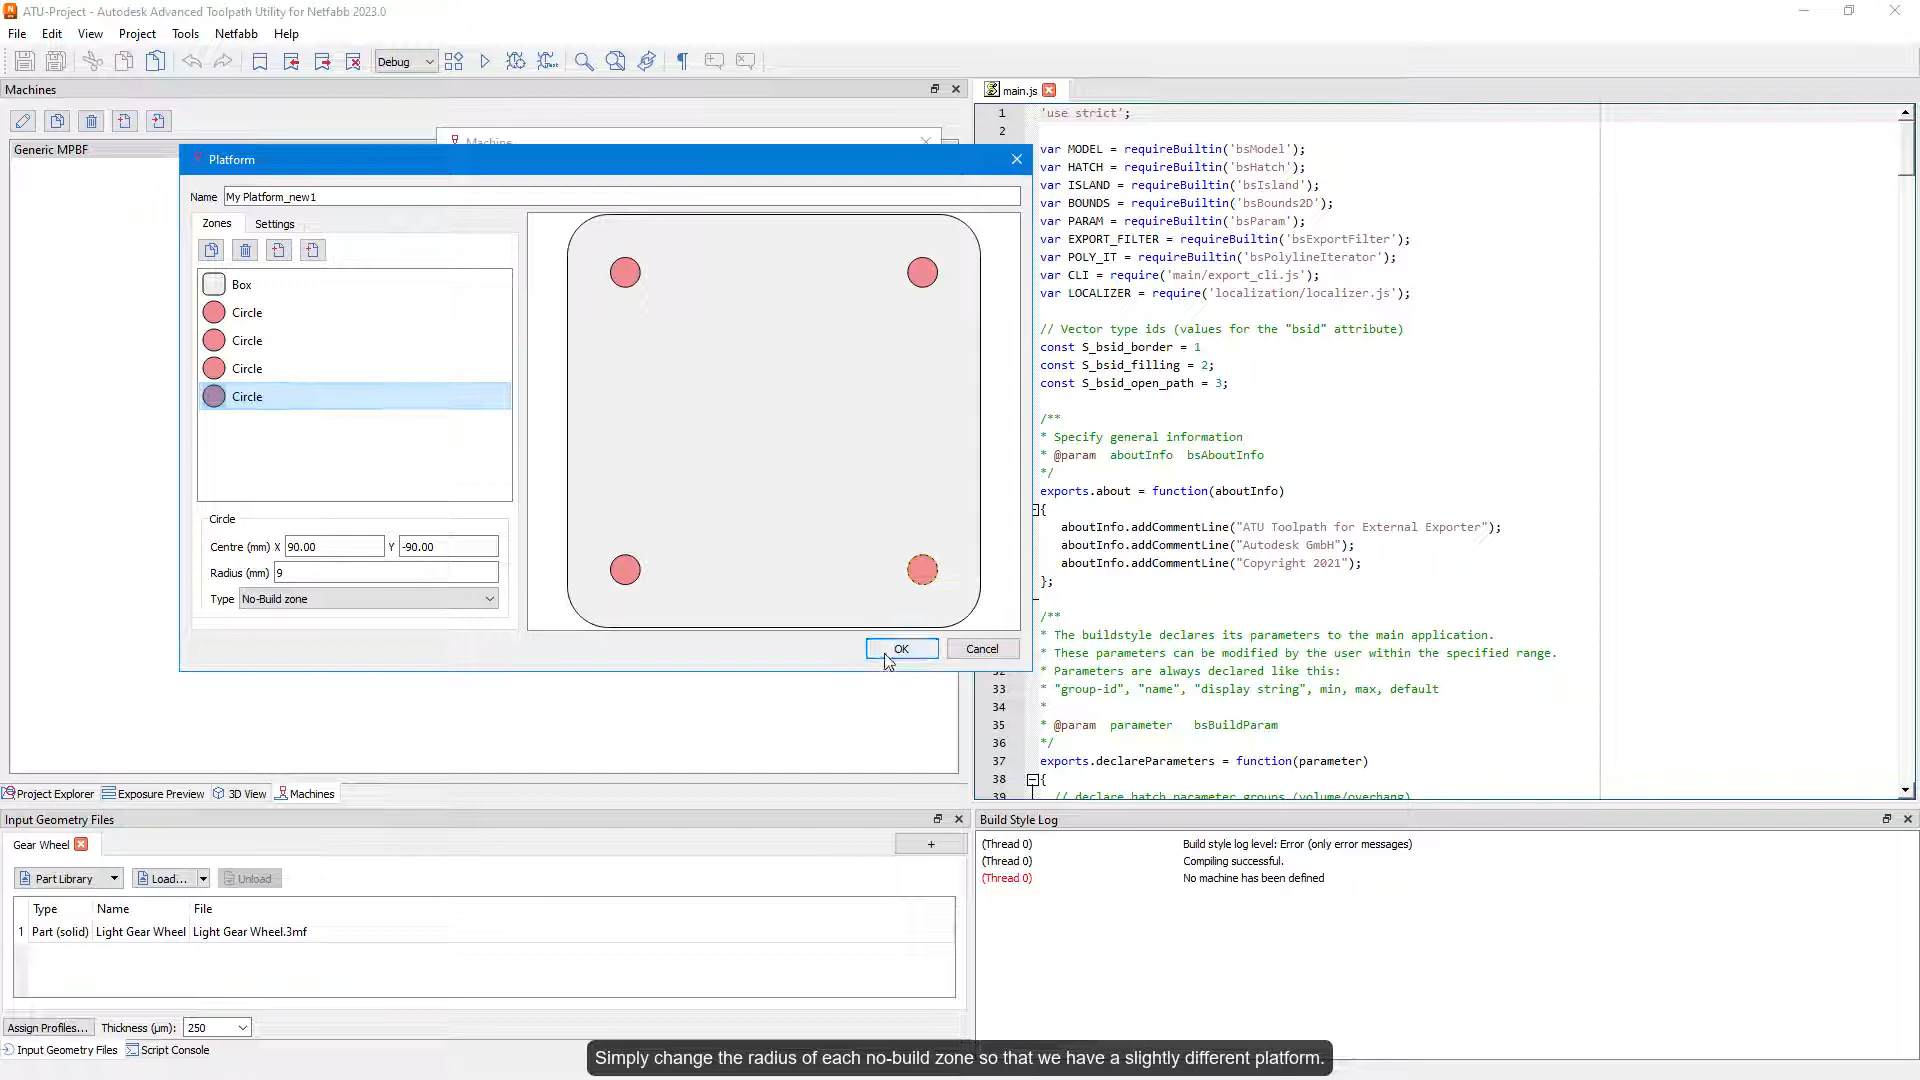 ATU-Project - Autodesk Advanced Toolpath Utility for Netfabb 2023.0
File Edit View Project Tools Netfabb Help
Debug
Machines
main.js
Generic MPBF
Machine
Platform
Name My Platform_new1
Zones Settings
Box
Circle
Circle
Circle
Circle
Circle
Centre (mm) X 90.00 Y -90.00
Radius (mm) 9
Type No-Build zone
OK Cancel
1 'use strict';
2
var MODEL = requireBuiltin('bsModel');
var HATCH = requireBuiltin('bsHatch');
var ISLAND = requireBuiltin('bsIsland');
var BOUNDS = requireBuiltin('bsBounds2D');
var PARAM = requireBuiltin('bsParam');
var EXPORT_FILTER = requireBuiltin('bsExportFilter');
var POLY_IT = requireBuiltin('bsPolylineIterator');
var CLI = require('main/export_cli.js');
var LOCALIZER = require('localization/localizer.js');
// Vector type ids (values for the "bsid" attribute)
const S_bsid_border = 1
const S_bsid_filling = 2;
const S_bsid_open_path = 3;
/**
* Specify general information
* @param aboutInfo bsAboutInfo
*/
exports.about = function(aboutInfo)
{
aboutInfo.addCommentLine("ATU Toolpath for External Exporter");
aboutInfo.addCommentLine("Autodesk GmbH");
aboutInfo.addCommentLine("Copyright 2021");
};
/**
* The buildstyle declares its parameters to the main application.
* These parameters can be modified by the user within the specified range.
32 * Parameters are always declared like this:
33 * "group-id", "name", "display string", min, max, default
34 *
35 * @param parameter bsBuildParam
36 */
37 exports.declareParameters = function(parameter)
38 {
39 // declare hatch parameter groups (volume/overhang)
Project Explorer Exposure Preview 3D View Machines
Input Geometry Files
Gear Wheel +
Part Library Load... Unload
Type Name File
1 Part (solid) Light Gear Wheel Light Gear Wheel.3mf
Assign Profiles... Thickness (µm): 250
Input Geometry Files Script Console
Build Style Log
(Thread 0) Build style log level: Error (only error messages)
(Thread 0) Compiling successful.
(Thread 0) No machine has been defined
Simply change the radius of each no-build zone so that we have a slightly different platform.